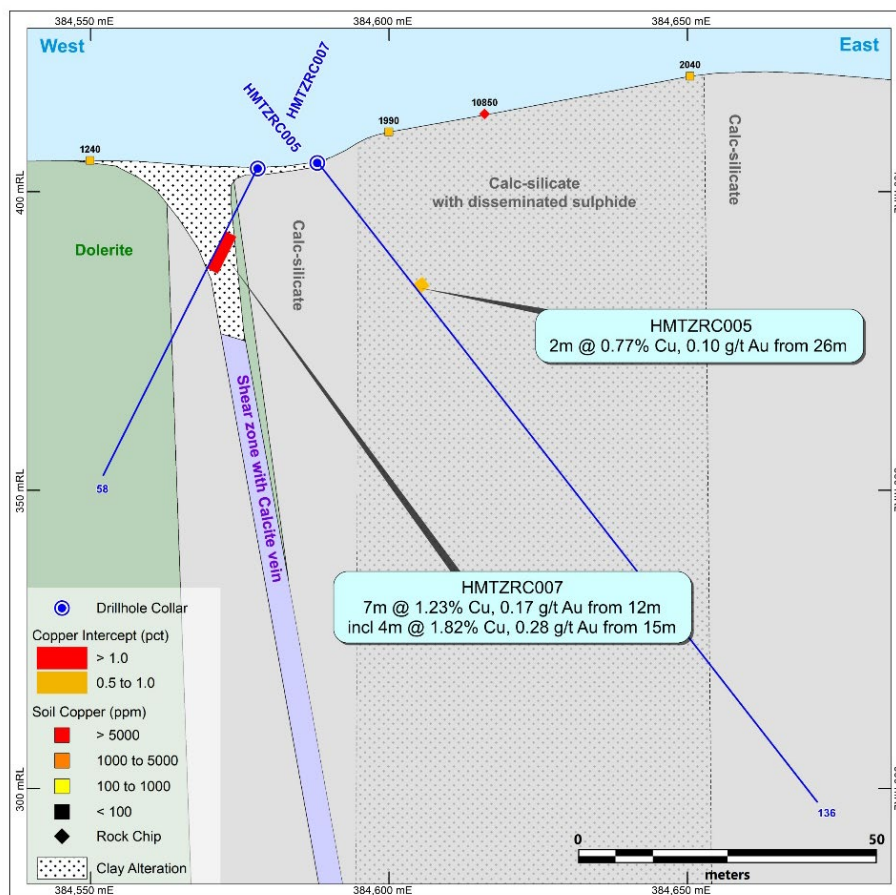 384,550 mE
384,600 mE
384,650 mE
West
East
HMTZRC005
HMTZRC007
1240
1990
10850
2040
400 mRL
Dolerite
Calc-silicate
Calc-silicate
with disseminated sulphide
Calc-silicate
HMTZRC005
2m @ 0.77% Cu, 0.10 g/t Au from 26m
350 mRL
58
Shear zone with Calcite vein
HMTZRC007
7m @ 1.23% Cu, 0.17 g/t Au from 12m
incl 4m @ 1.82% Cu, 0.28 g/t Au from 15m
Drillhole Collar
Copper Intercept (pct)
> 1.0
0.5 to 1.0
Soil Copper (ppm)
> 5000
1000 to 5000
100 to 1000
< 100
Rock Chip
Clay Alteration
300 mRL
136
0
50
meters
384,550 mE
384,600 mE
384,650 mE